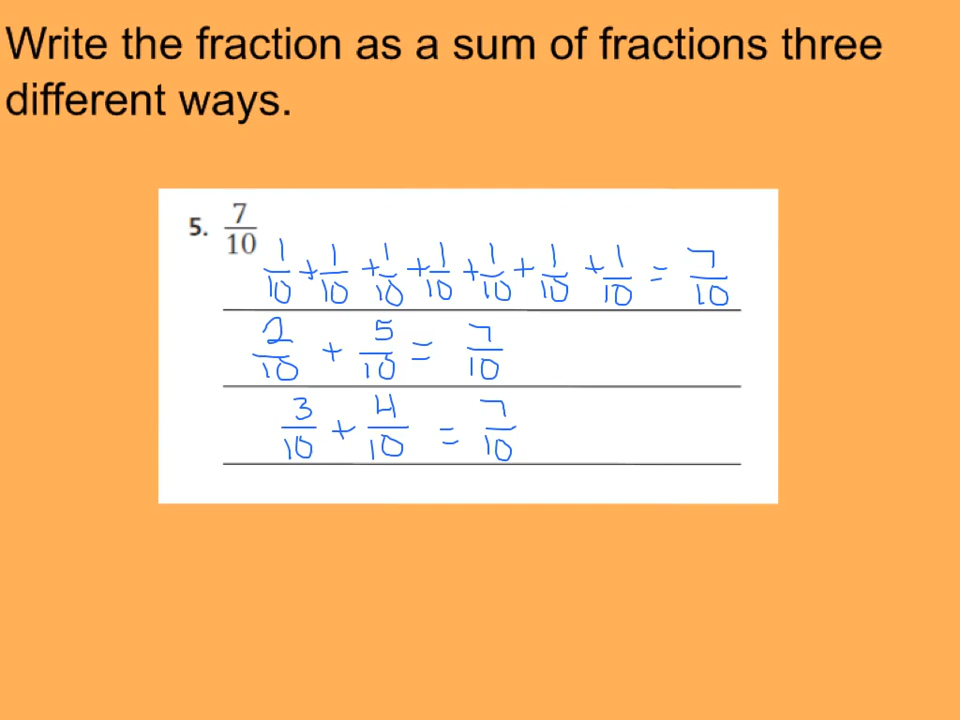 Write the fraction as a sum of fractions three
different ways.
5. 7/10
1/10 + 1/10 + 1/10 + 1/10 + 1/10 + 1/10 + 1/10 = 7/10
2/10 + 5/10 = 7/10
3/10 + 4/10 = 7/10